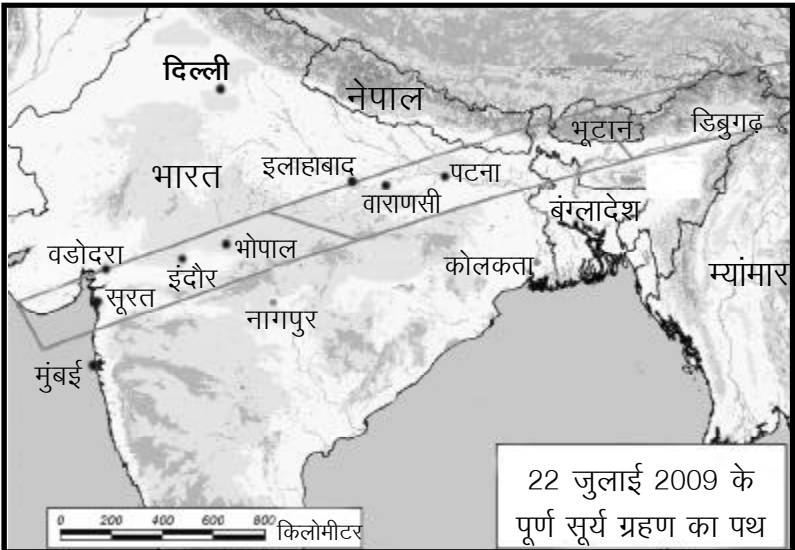 दिल्ली
नेपाल
भूटान
डिब्रुगढ़
भारत
इलाहाबाद
पटना
वाराणसी
बंग्लादेश
वडोदरा
भोपाल
इंदौर
कोलकता
म्यांमार
सूरत
नागपुर
मुंबई
22 जुलाई 2009 के
पूर्ण सूर्य ग्रहण का पथ
0 200 400 600 800 किलोमीटर